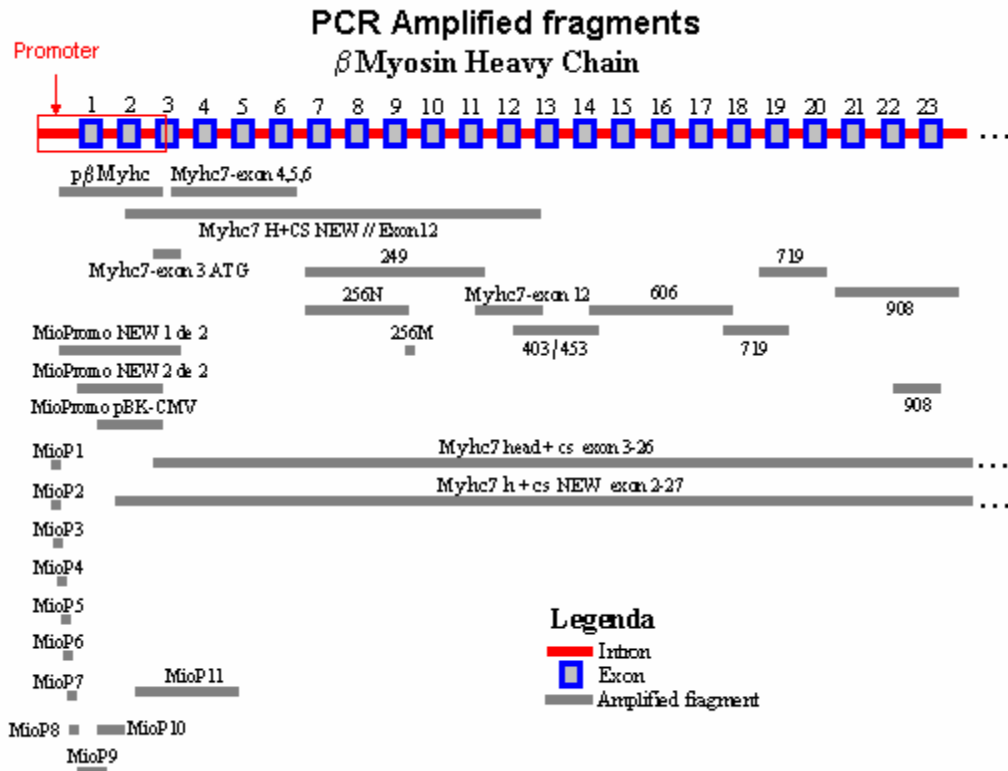 PCR Amplified fragments
β Myosin Heavy Chain
Promoter
1 2 3 4 5 6 7 8 9 10 11 12 13 14 15 16 17 18 19 20 21 22 23
...
pβMyhc Myhc7-exon 4,5,6
Myhc7 H+CS NEW // Exon12
Myhc7-exon 3 ATG 249 719
256N Myhc7-exon 12 606 908
MioPromo NEW 1 de 2 256M 403/453 719
MioPromo NEW 2 de 2
MioPromo pBK-CMV 908
MioP1 Myhc7 head+ cs exon 3-26 ...
MioP2 Myhc7 h+cs NEW exon 2-27 ...
MioP3
MioP4
MioP5
MioP6
MioP7 MioP11
MioP8 MioP10
MioP9
Legenda
Intron
Exon
Amplified fragment